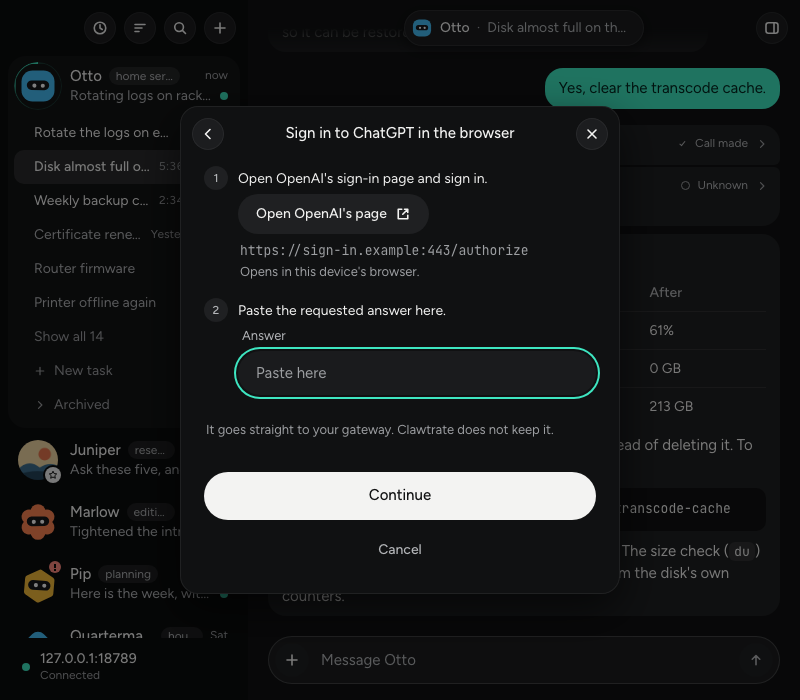 so it can be restore
Otto · Disk almost full on th...
Otto home ser... now
Rotating logs on rack...
Rotate the logs on e...
Disk almost full o... 5:36
Weekly backup c... 2:34
Certificate rene... Yeste
Router firmware
Printer offline again
Show all 14
New task
Archived
Juniper rese...
Ask these five, an
Marlow editi...
Tightened the intr
Pip planning
Here is the week, wit...
Quarterma hou... Sat
127.0.0.1:18789
Connected
Yes, clear the transcode cache.
Call made
Unknown
After
61%
0 GB
213 GB
ead of deleting it. To
transcode-cache
The size check (du)
m the disk's own
counters.
Message Otto
Sign in to ChatGPT in the browser
1 Open OpenAI's sign-in page and sign in.
Open OpenAI's page
https://sign-in.example:443/authorize
Opens in this device's browser.
2 Paste the requested answer here.
Answer
Paste here
It goes straight to your gateway. Clawtrate does not keep it.
Continue
Cancel